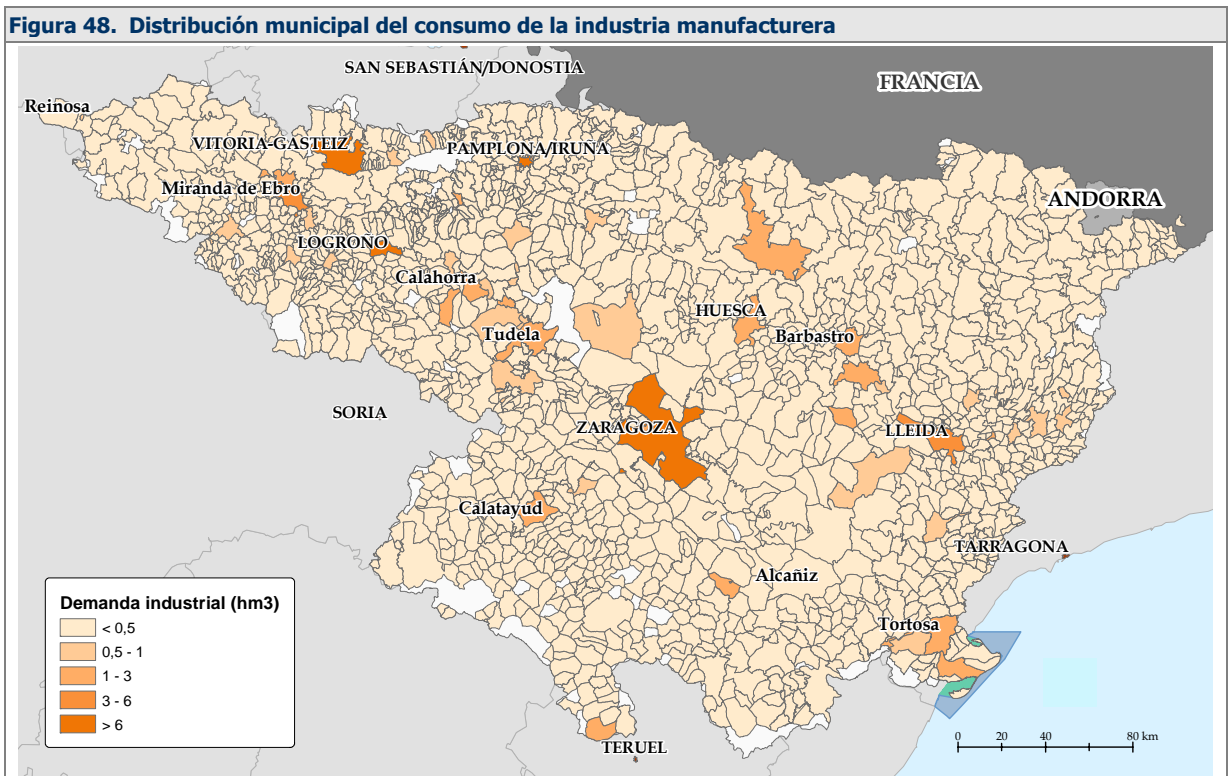 Figura 48. Distribución municipal del consumo de la industria manufacturera
SAN SEBASTIÁN/DONOSTIA
FRANCIA
Reinosa
VITORIA-GASTEIZ
PAMPLONA/IRUÑA
Miranda de Ebro
ANDORRA
LOGROÑO
Calahorra
HUESCA
Tudela
Barbastro
SORIA
ZARAGOZA
LLEIDA
Calatayud
TARRAGONA
Alcañiz
Tortosa
TERUEL
Demanda industrial (hm3)
< 0,5
0,5 - 1
1 - 3
3 - 6
> 6
0 20 40 80 km